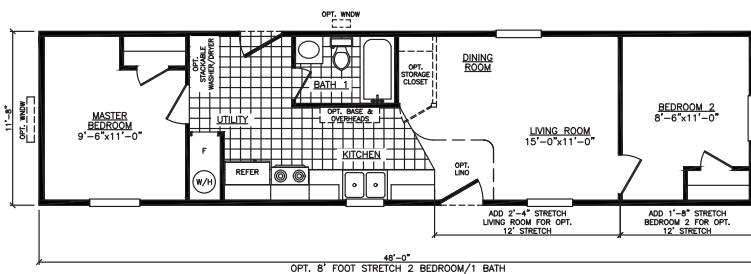 OPT. WNDW
11'-8"
OPT. WNDW
MASTER
BEDROOM
9'-6"x11'-0"
OPT.
STACKABLE
WASHER/DRYER
UTILITY
F
W/H
REFER
BATH 1
OPT. BASE &
OVERHEADS
KITCHEN
OPT.
STORAGE
CLOSET
DINING
ROOM
LIVING ROOM
15'-0"x11'-0"
OPT.
LINO
BEDROOM 2
8'-6"x11'-0"
ADD 2'-4" STRETCH
LIVING ROOM FOR OPT.
12' STRETCH
ADD 1'-8" STRETCH
BEDROOM 2 FOR OPT.
12' STRETCH
48'-0"
OPT. 8' FOOT STRETCH 2 BEDROOM/1 BATH